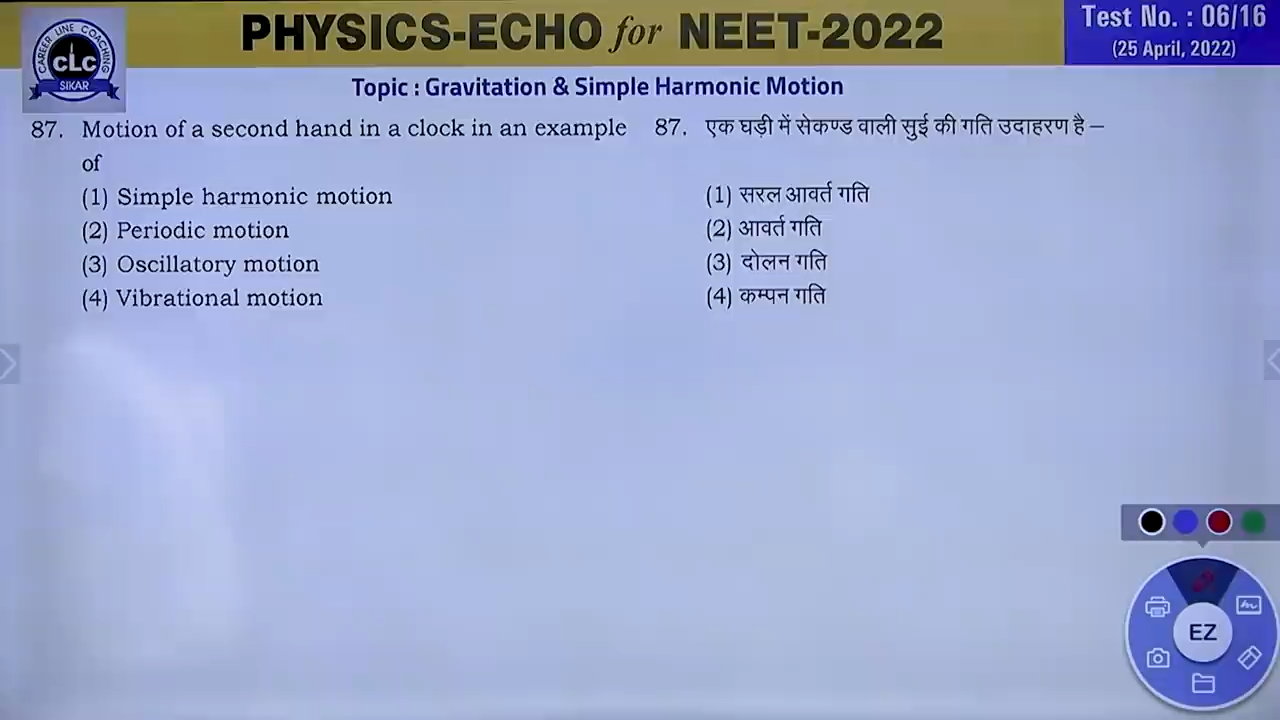 PHYSICS-ECHO for NEET-2022
Test No. : 06/16
(25 April, 2022)
CAREER LINE COACHING
CLC
SIKAR
Topic : Gravitation & Simple Harmonic Motion
87. Motion of a second hand in a clock in an example
of
(1) Simple harmonic motion
(2) Periodic motion
(3) Oscillatory motion
(4) Vibrational motion
87. एक घड़ी में सेकण्ड वाली सुई की गति उदाहरण है –
(1) सरल आवर्त गति
(2) आवर्त गति
(3) दोलन गति
(4) कम्पन गति
EZ